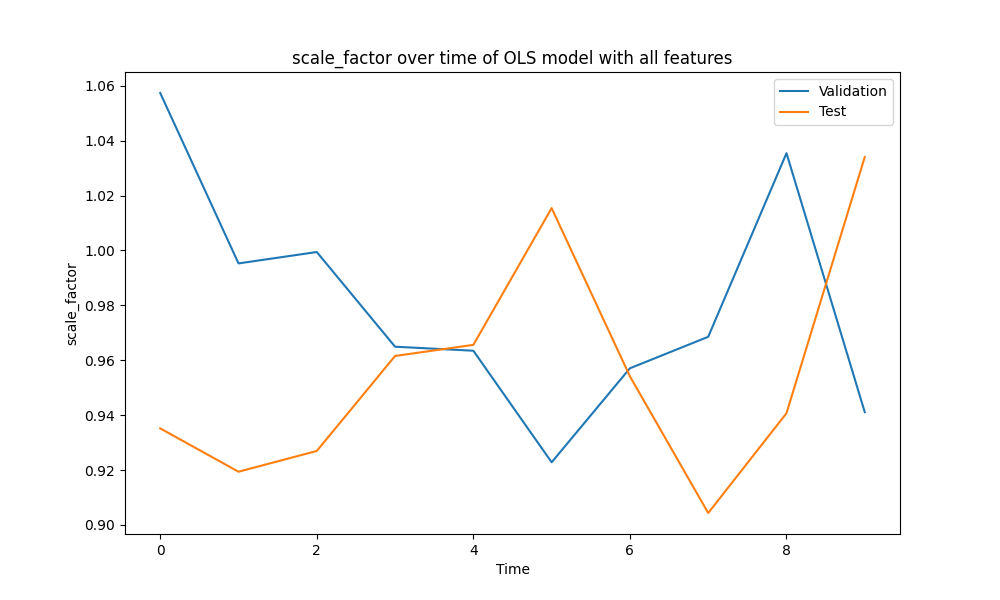 scale_factor over time of OLS model with all features
1.06
1.04
1.02
1.00
0.98
0.96
0.94
0.92
0.90
scale_factor
Validation
Test
0 2 4 6 8
Time